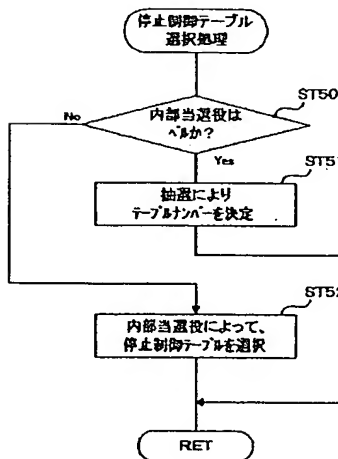 停止制御テーブル
選択処理
ST50
内部当選役は
ベルか?
No
Yes
ST51
抽選により
テーブルナンバーを決定
ST52
内部当選役によって、
停止制御テーブルを選択
RET